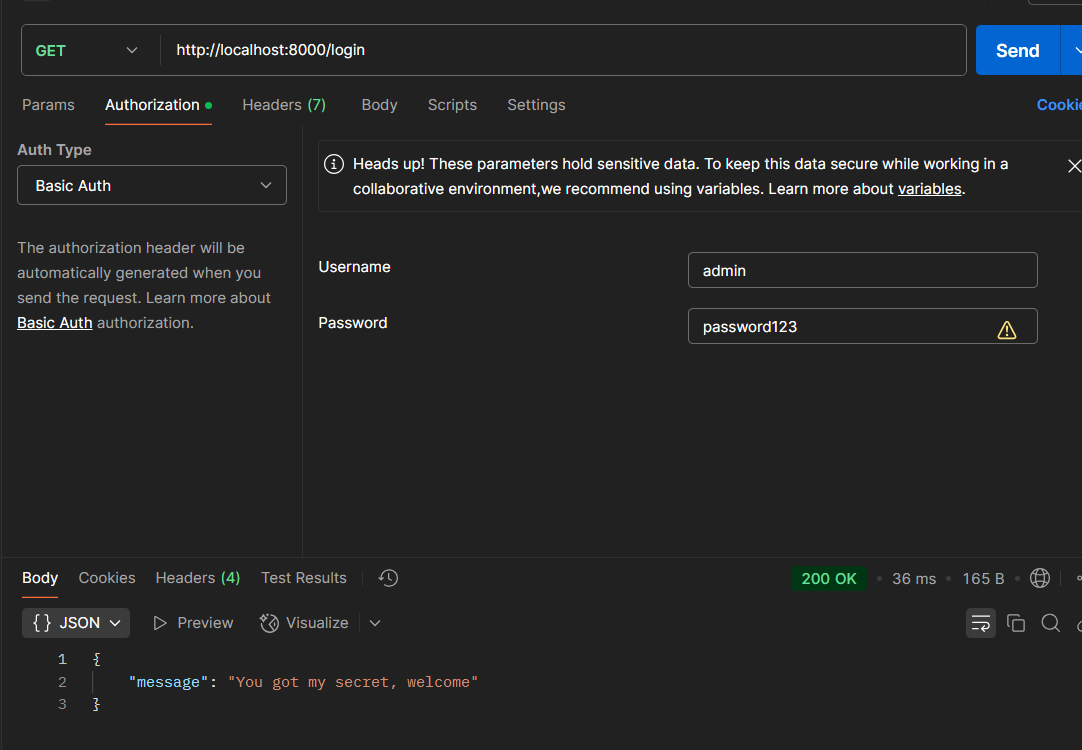 GET http://localhost:8000/login Send
Params Authorization Headers (7) Body Scripts Settings Cookie
Auth Type
Basic Auth
The authorization header will be
automatically generated when you
send the request. Learn more about
Basic Auth authorization.
Heads up! These parameters hold sensitive data. To keep this data secure while working in a
collaborative environment,we recommend using variables. Learn more about variables.
Username admin
Password password123
Body Cookies Headers (4) Test Results 200 OK 36 ms 165 B
{} JSON Preview Visualize
1 {
2 "message": "You got my secret, welcome"
3 }